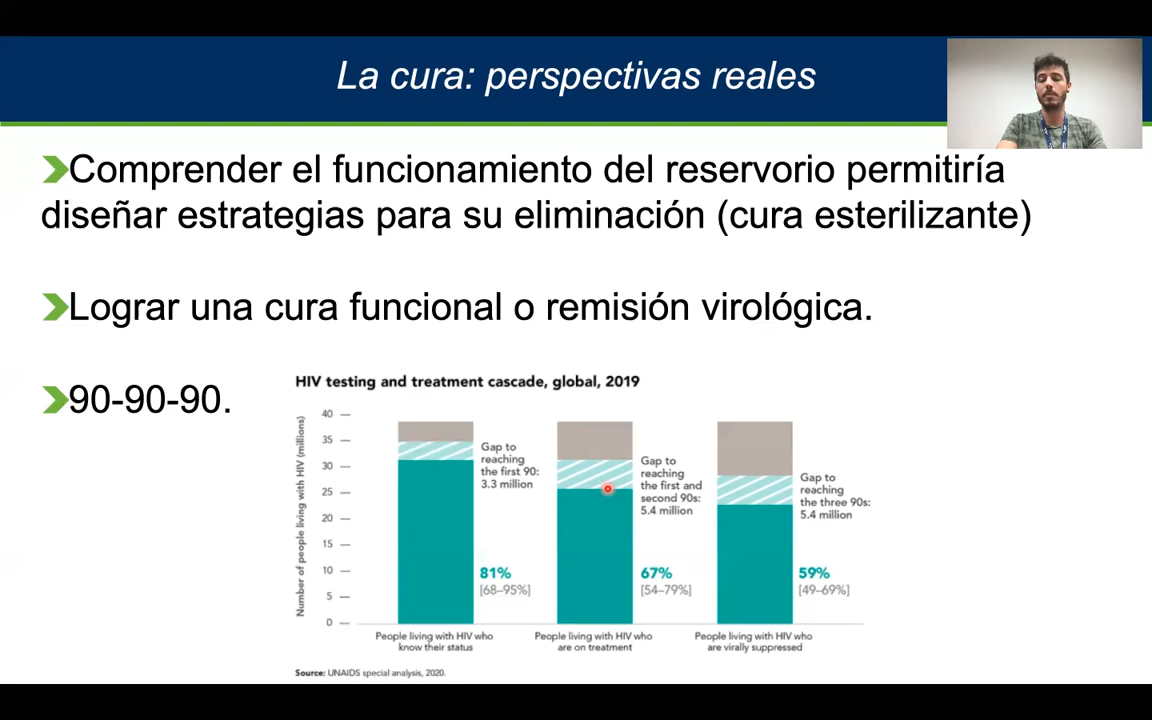 La cura: perspectivas reales
Comprender el funcionamiento del reservorio permitiría
diseñar estrategias para su eliminación (cura esterilizante)
Lograr una cura funcional o remisión virológica.
90-90-90.
HIV testing and treatment cascade, global, 2019
Number of people living with HIV (millions)
40
35
30
25
20
15
10
5
0
Gap to
reaching
the first 90:
3.3 million
81%
[68–95%]
Gap to
reaching
the first and
second 90s:
5.4 million
67%
[54–79%]
Gap to
reaching
the three 90s:
5.4 million
59%
[49–69%]
People living with HIV who
know their status
People living with HIV who
are on treatment
People living with HIV who
are virally suppressed
Source: UNAIDS special analysis, 2020.